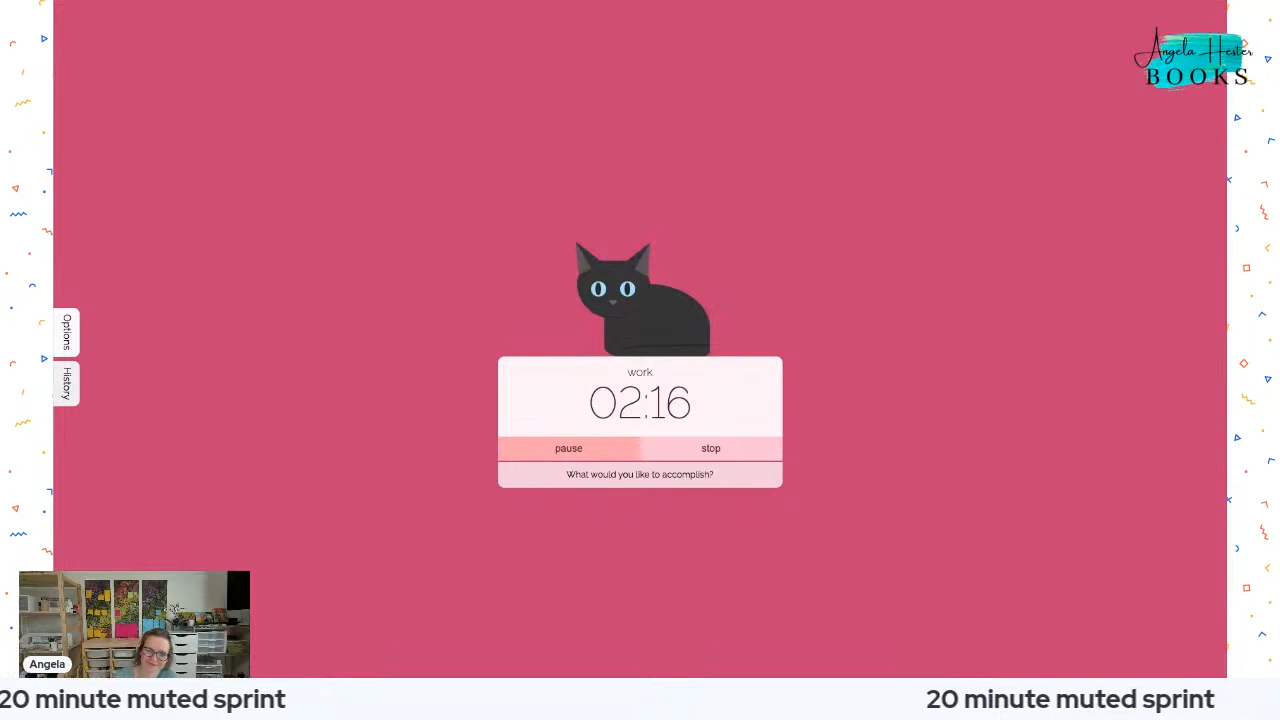 Angela Hester
BOOKS
Options
History
work
02:16
pause
stop
What would you like to accomplish?
Angela
20 minute muted sprint
20 minute muted sprint